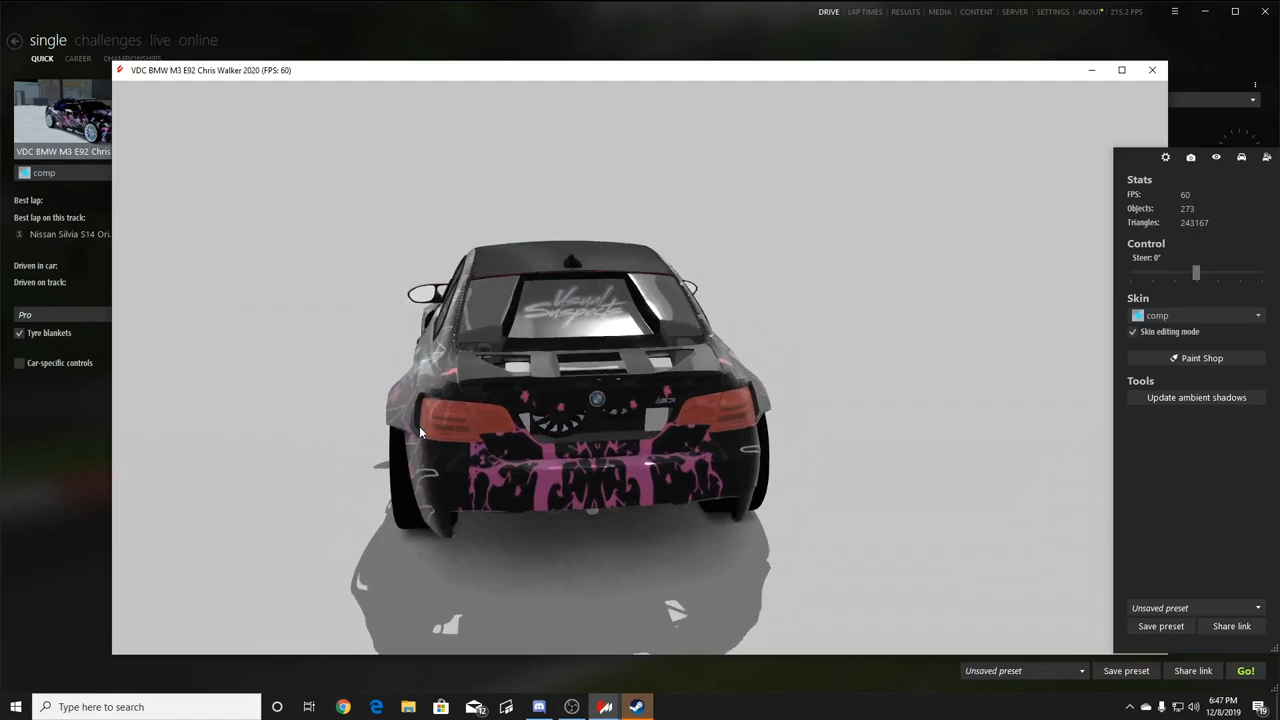 DRIVE LAP TIMES RESULTS MEDIA CONTENT SERVER SETTINGS ABOUT 215.2 FPS
single challenges live online
QUICK CAREER CHAMPIONSHIPS
VDC BMW M3 E92 Chris Walker 2020 (FPS: 60)
VDC BMW M3 E92 Chris
comp
Best lap:
Best lap on this track:
S Nissan Silvia S14 Ori...
Driven in car:
Driven on track:
Pro
Tyre blankets
Car-specific controls
Usual
Suspects
Stats
FPS: 60
Objects: 273
Triangles: 243167
Control
Steer: 0°
Skin
comp
Skin editing mode
Paint Shop
Tools
Update ambient shadows
Unsaved preset
Save preset Share link
Unsaved preset Save preset Share link Go!
Type here to search
6:47 PM
12/8/2019